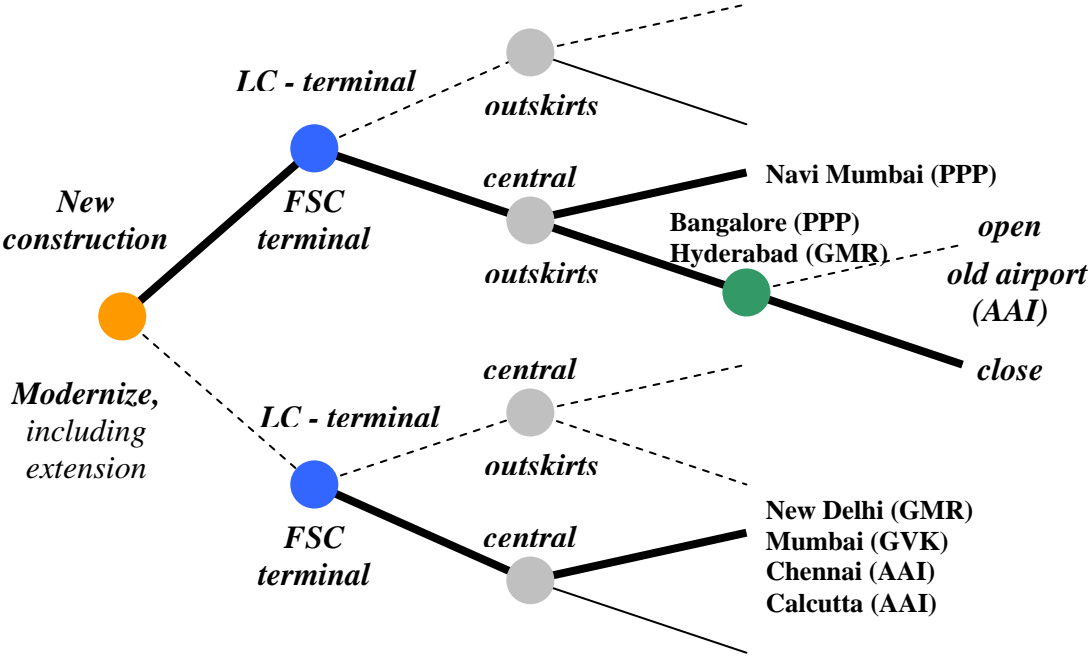 LC - terminal
outskirts
New
construction
FSC
terminal
central
outskirts
Navi Mumbai (PPP)
Bangalore (PPP)
Hyderabad (GMR)
open
old airport
(AAI)
close
Modernize,
including
extension
LC - terminal
central
outskirts
FSC
terminal
central
New Delhi (GMR)
Mumbai (GVK)
Chennai (AAI)
Calcutta (AAI)